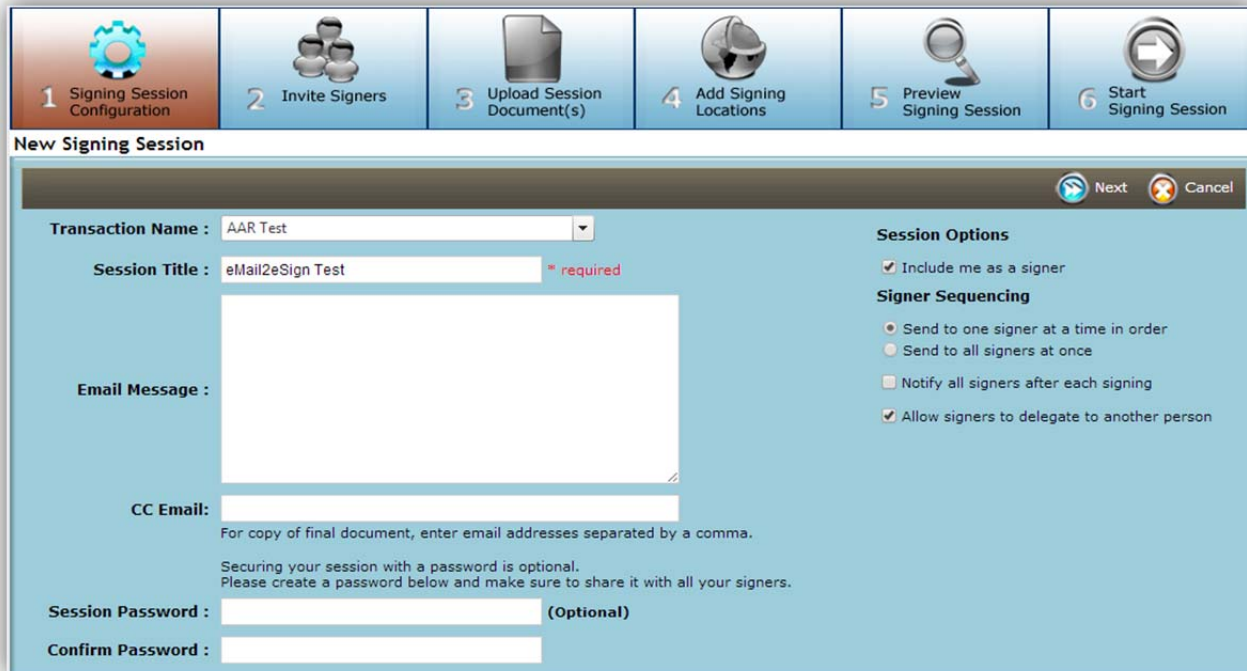 1 Signing Session
Configuration
2 Invite Signers
3 Upload Session
Document(s)
4 Add Signing
Locations
5 Preview
Signing Session
6 Start
Signing Session
New Signing Session
Next Cancel
Transaction Name : AAR Test
Session Title : eMail2eSign Test * required
Email Message :
CC Email:
For copy of final document, enter email addresses separated by a comma.
Securing your session with a password is optional.
Please create a password below and make sure to share it with all your signers.
Session Password : (Optional)
Confirm Password :
Session Options
Include me as a signer
Signer Sequencing
Send to one signer at a time in order
Send to all signers at once
Notify all signers after each signing
Allow signers to delegate to another person